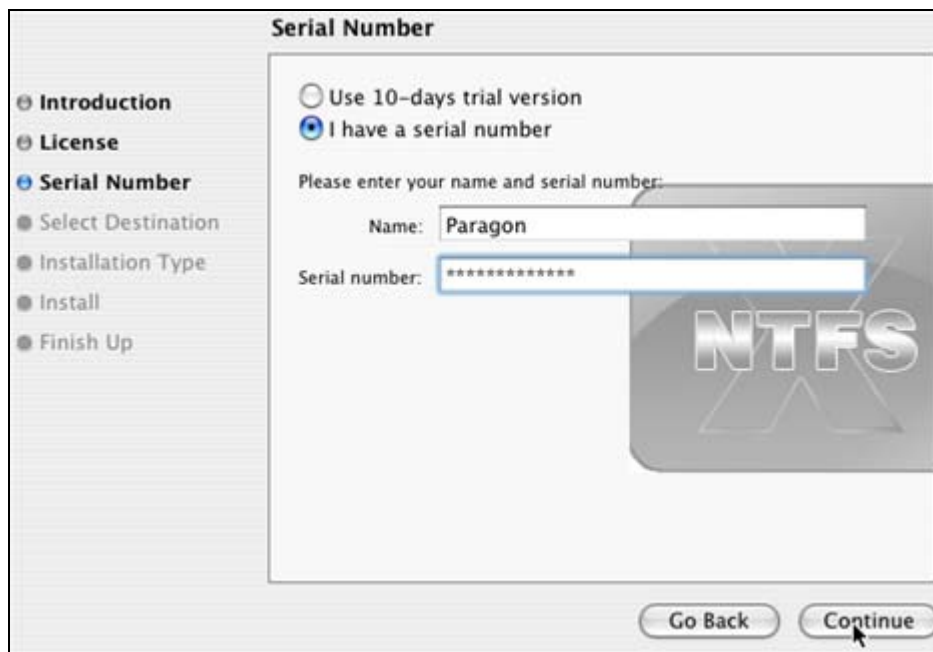 Serial Number
Introduction
License
Serial Number
Select Destination
Installation Type
Install
Finish Up
Use 10-days trial version
I have a serial number
Please enter your name and serial number:
Name: Paragon
Serial number: *************
NTFS
Go Back
Continue